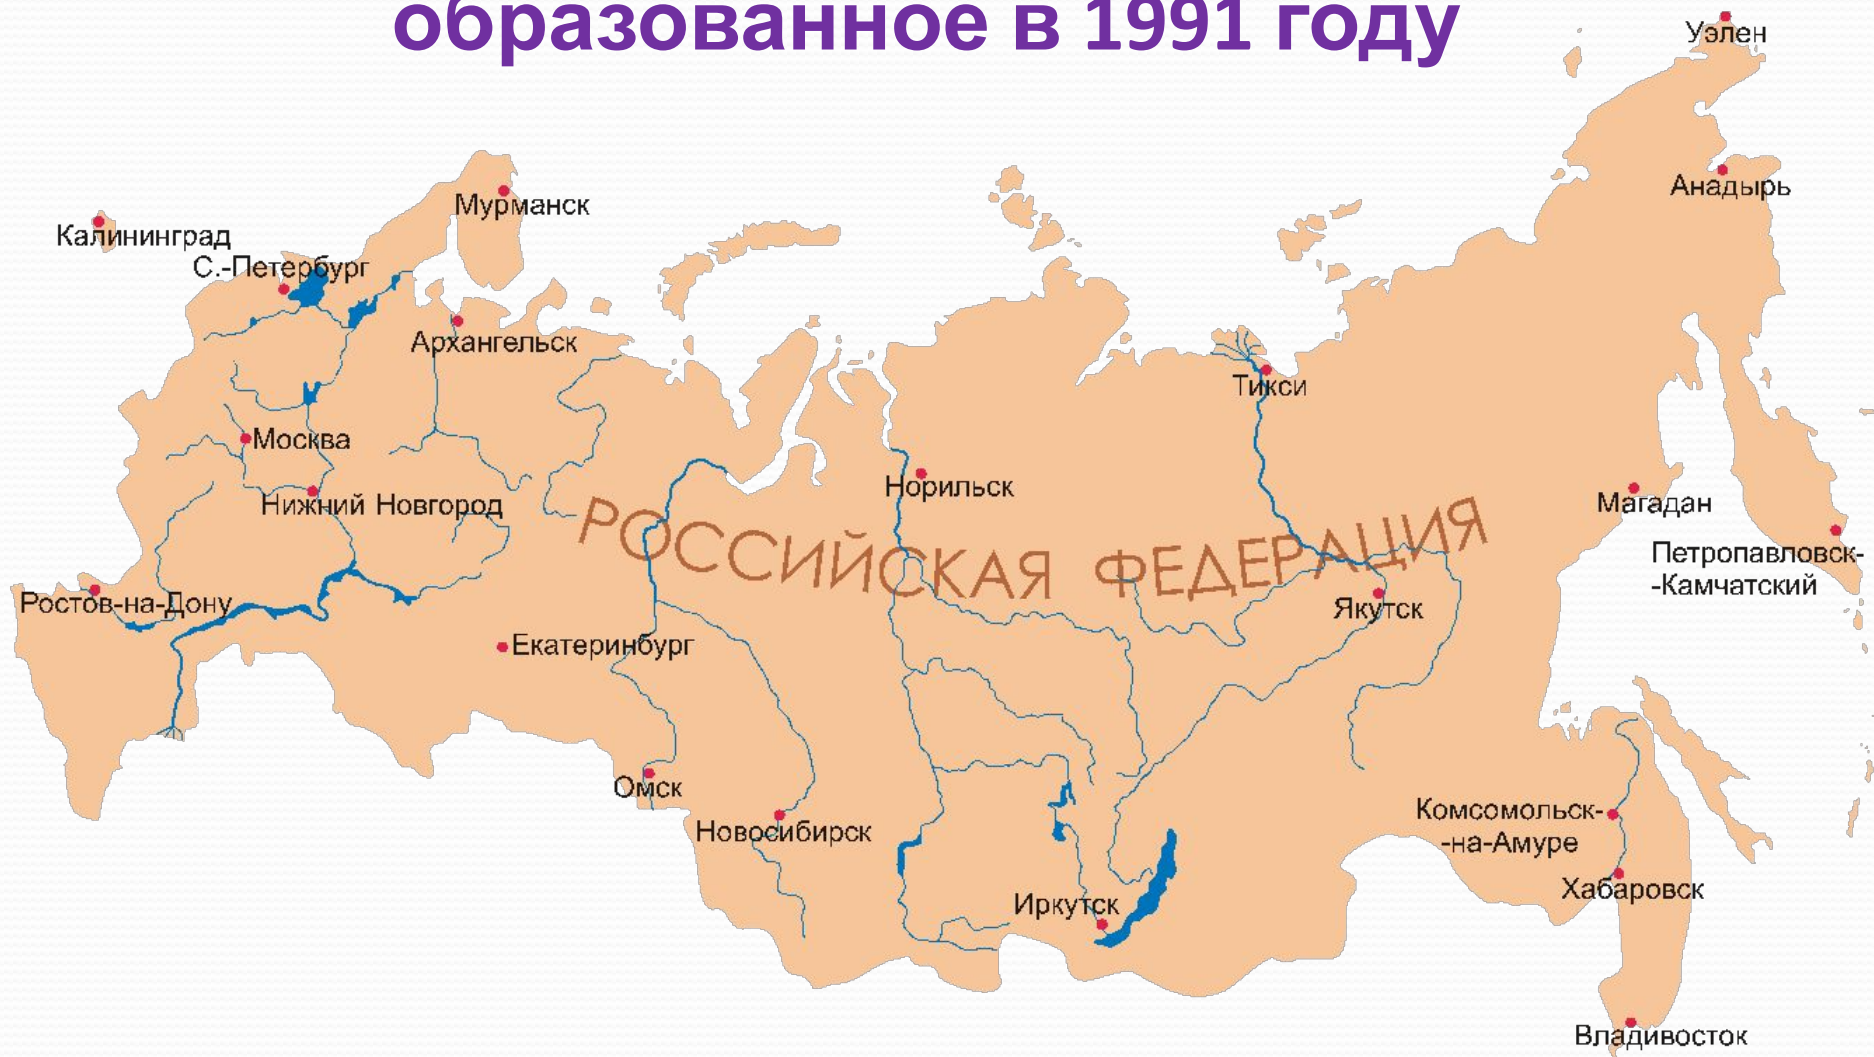 образованное в 1991 году
Уэлен
Анадырь
Мурманск
Калининград
С.-Петербург
Архангельск
Тикси
Москва
Норильск
Нижний Новгород
Магадан
РОССИЙСКАЯ ФЕДЕРАЦИЯ
Петропавловск-
-Камчатский
Ростов-на-Дону
Якутск
Екатеринбург
Омск
Новосибирск
Комсомольск-
-на-Амуре
Хабаровск
Иркутск
Владивосток